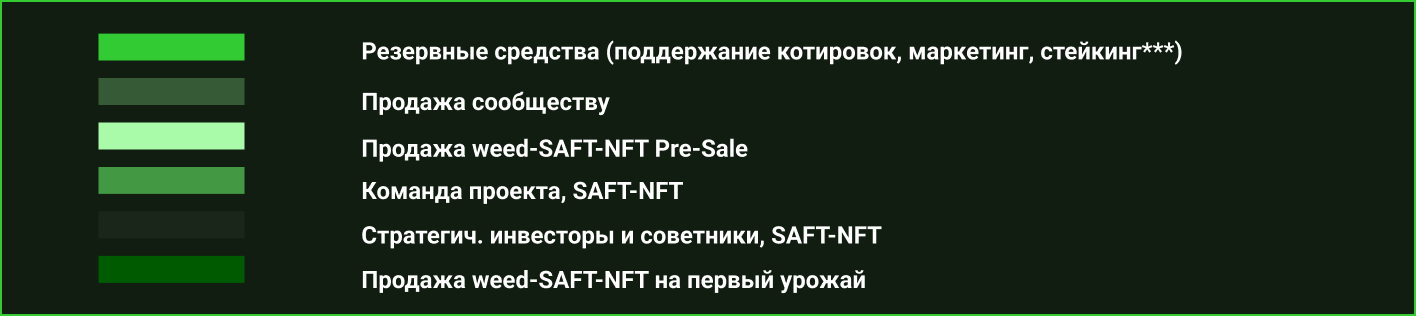 Резервные средства (поддержание котировок, маркетинг, стейкинг***)
Продажа сообществу
Продажа weed-SAFT-NFT Pre-Sale
Команда проекта, SAFT-NFT
Стратегич. инвесторы и советники, SAFT-NFT
Продажа weed-SAFT-NFT на первый урожай